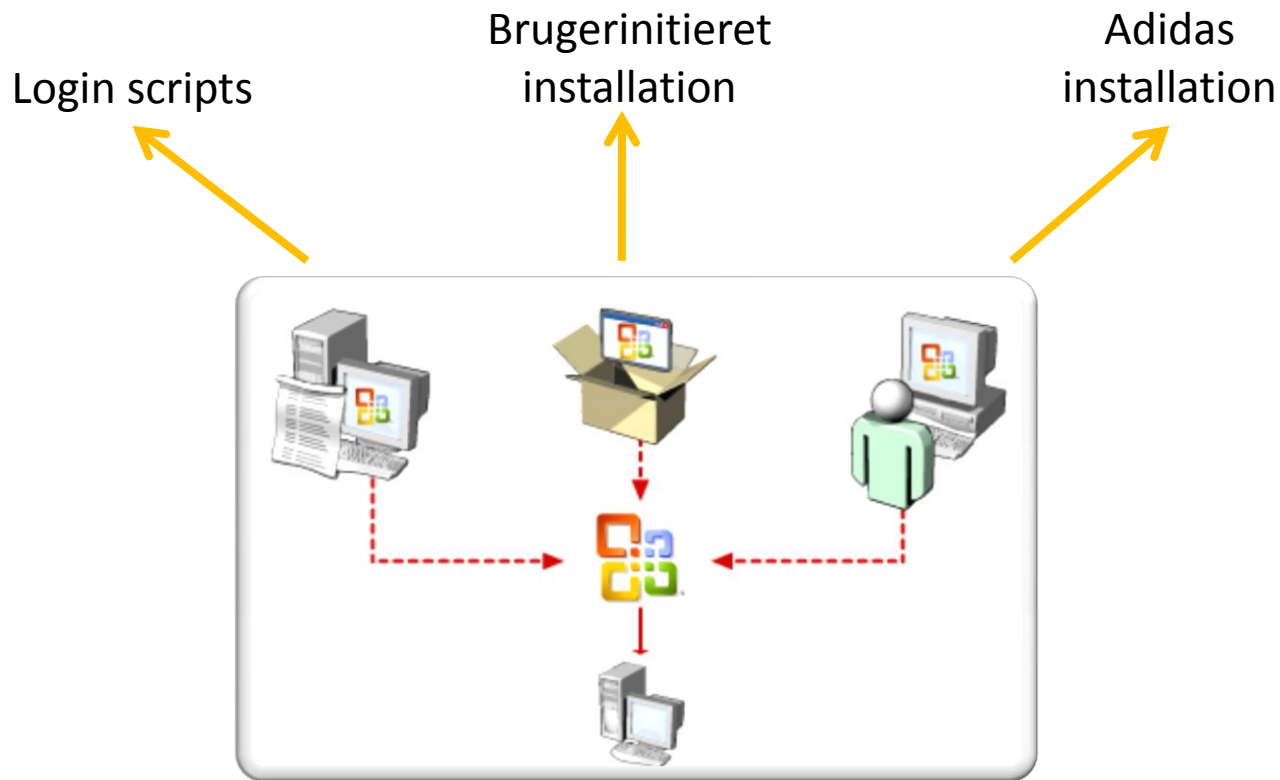 Login scripts
Brugerinitieret
installation
Adidas
installation